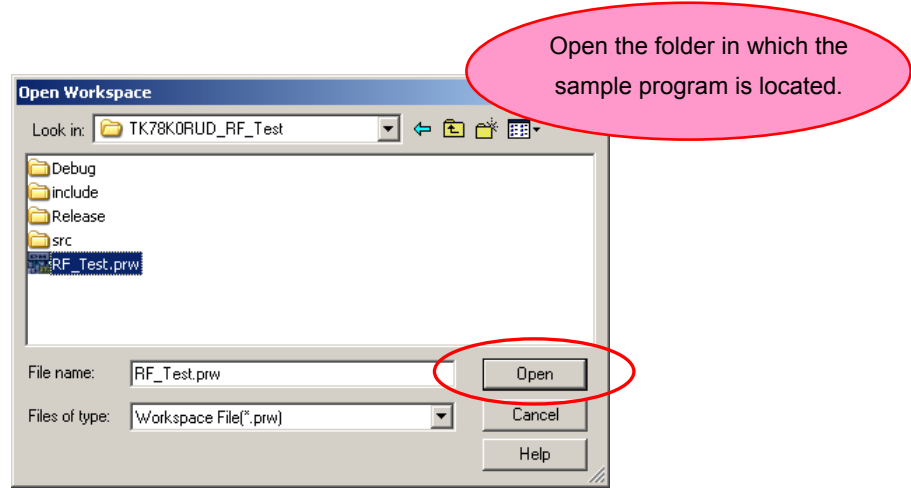 Open the folder in which the
sample program is located.
Open Workspace
Look in: TK78K0RUD_RF_Test
Debug
include
Release
src
RF_Test.prw
File name: RF_Test.prw Open
Files of type: Workspace File(*.prw) Cancel
Help